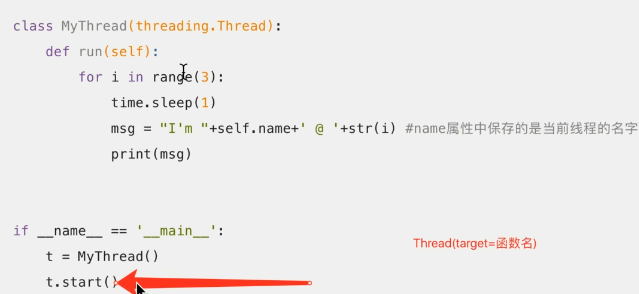 class MyThread(threading.Thread):
    def run(self):
        for i in range(3):
            time.sleep(1)
            msg = "I'm "+self.name+' @ '+str(i) #name属性中保存的是当前线程的名字
            print(msg)
if __name__ == '__main__':
Thread(target=函数名)
    t = MyThread()
    t.start()